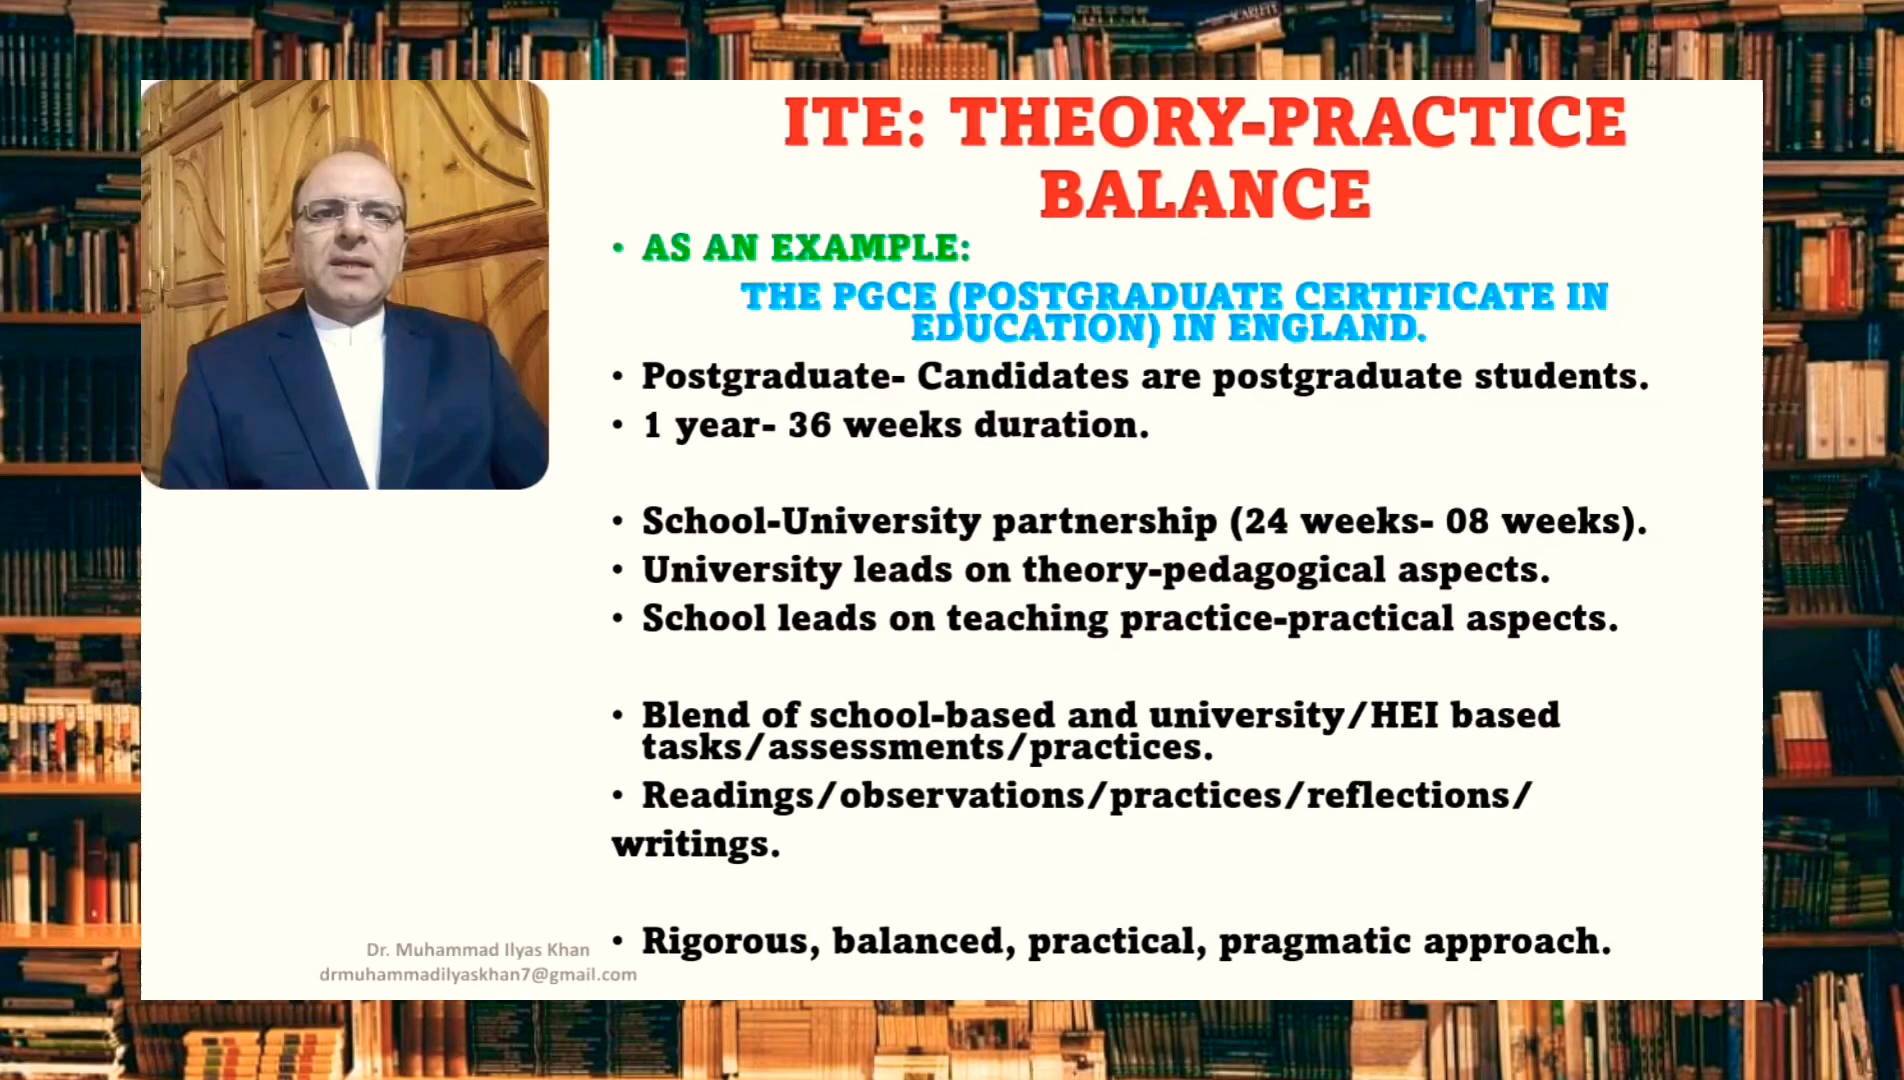 ITE: THEORY-PRACTICE
BALANCE
• AS AN EXAMPLE:
THE PGCE (POSTGRADUATE CERTIFICATE IN
EDUCATION) IN ENGLAND.
• Postgraduate- Candidates are postgraduate students.
• 1 year- 36 weeks duration.
• School-University partnership (24 weeks- 08 weeks).
• University leads on theory-pedagogical aspects.
• School leads on teaching practice-practical aspects.
• Blend of school-based and university/HEI based
tasks/assessments/practices.
• Readings/observations/practices/reflections/
writings.
• Rigorous, balanced, practical, pragmatic approach.
Dr. Muhammad Ilyas Khan
drmuhammadilyaskhan7@gmail.com